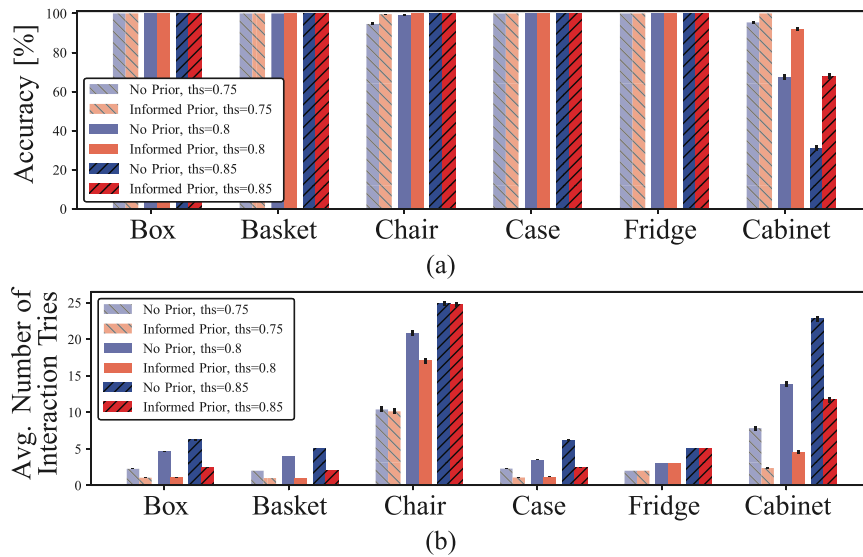 Accuracy [%]
100
80
60
40
20
0
No Prior, ths=0.75
Informed Prior, ths=0.75
No Prior, ths=0.8
Informed Prior, ths=0.8
No Prior, ths=0.85
Informed Prior, ths=0.85
Box Basket Chair Case Fridge Cabinet
(a)
Avg. Number of
Interaction Tries
25
20
15
10
5
0
No Prior, ths=0.75
Informed Prior, ths=0.75
No Prior, ths=0.8
Informed Prior, ths=0.8
No Prior, ths=0.85
Informed Prior, ths=0.85
Box Basket Chair Case Fridge Cabinet
(b)